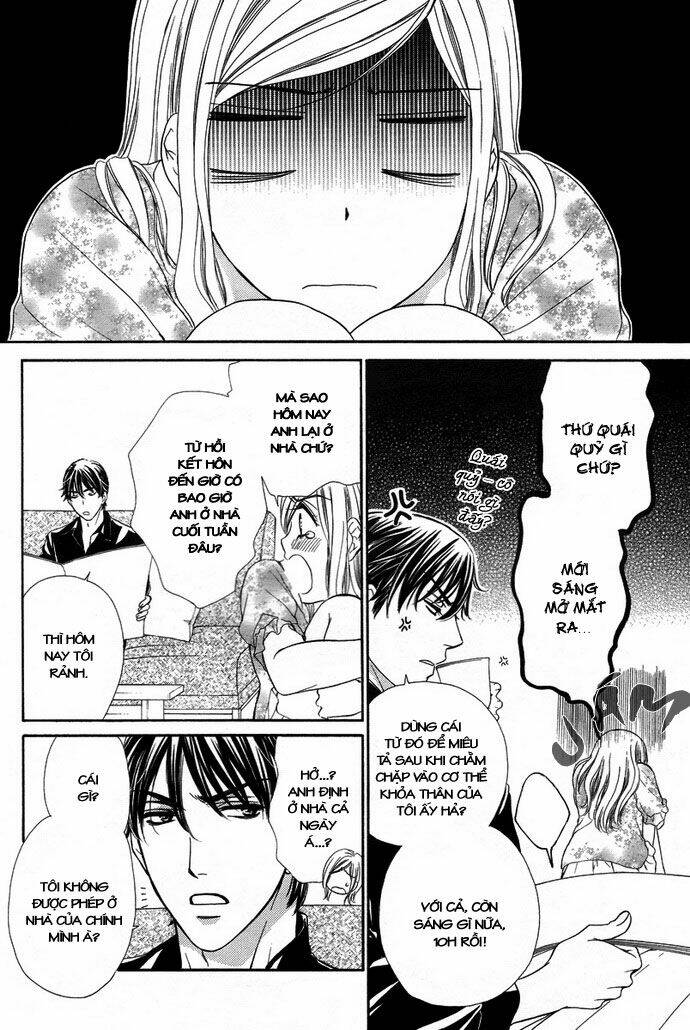 THỨ QUÁI
QUỶ GÌ
CHỨ?
MỚI
SÁNG
MỞ MẮT
RA...
Quái
quỷ - cô
nói gì
đấy?
ÁM
DÙNG CÁI
TỪ ĐÓ ĐỂ MIÊU
TẢ SAU KHI CHẰM
CHẶP VÀO CƠ THỂ
KHỎA THÂN CỦA
TÔI ẤY HẢ?
VỚI CẢ, CÒN
SÁNG GÌ NỮA,
10H RỒI!
MÀ SAO
HÔM NAY
ANH LẠI Ở
NHÀ CHỨ?
TỪ HỒI
KẾT HÔN
ĐẾN GIỜ CÓ
BAO GIỜ
ANH Ở NHÀ
CUỐI TUẦN
ĐÂU?
THÌ HÔM
NAY TÔI
RẢNH.
HỞ...?
ANH ĐỊNH
Ở NHÀ CẢ
NGÀY
Á...?
CÁI
GÌ?
TÔI KHÔNG
ĐƯỢC PHÉP Ở
NHÀ CỦA CHÍNH
MÌNH À?